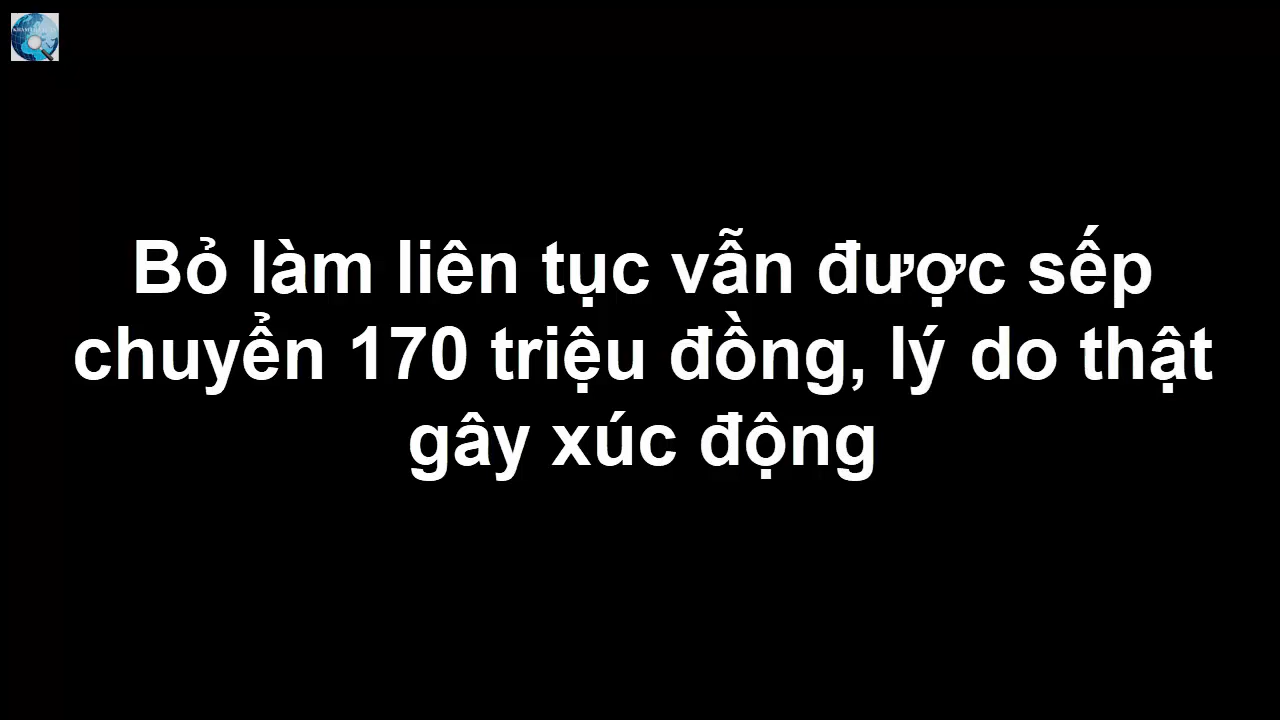 Bỏ làm liên tục vẫn được sếp
chuyển 170 triệu đồng, lý do thật
gây xúc động